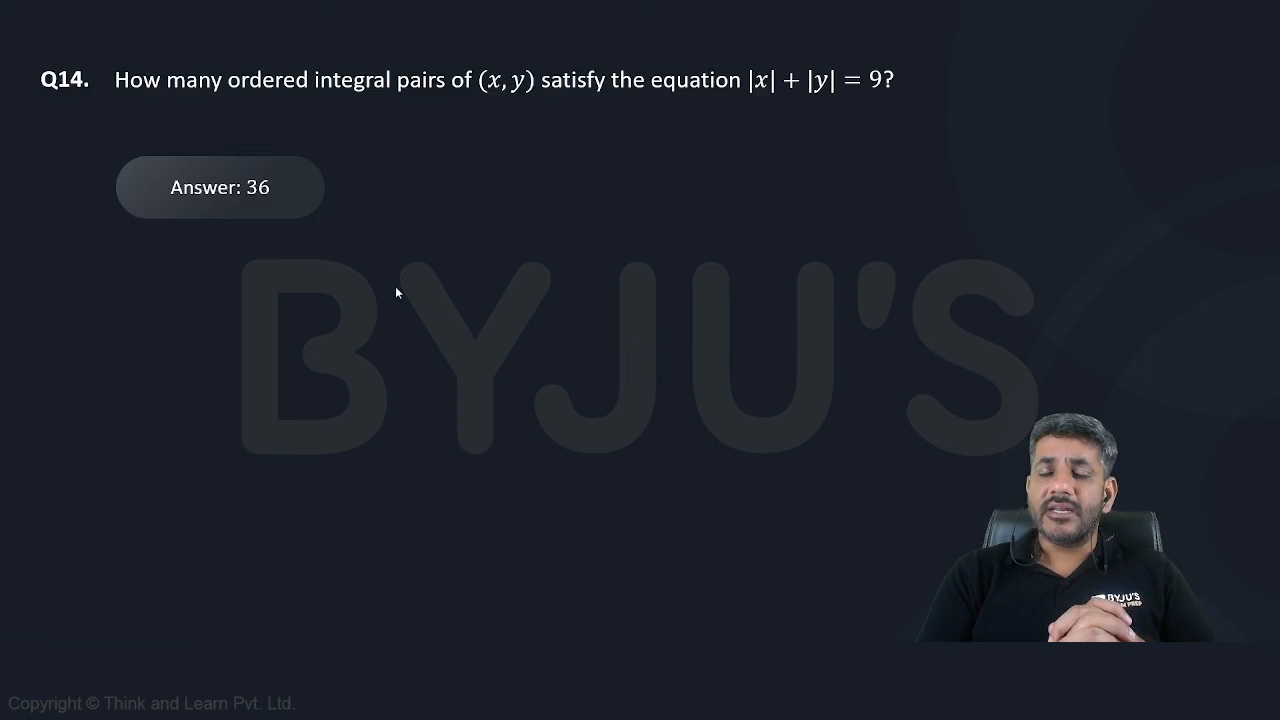 Q14. How many ordered integral pairs of (x, y) satisfy the equation |x| + |y| = 9?
Answer: 36
BYJU'S
BYJU'S
Copyright © Think and Learn Pvt. Ltd.